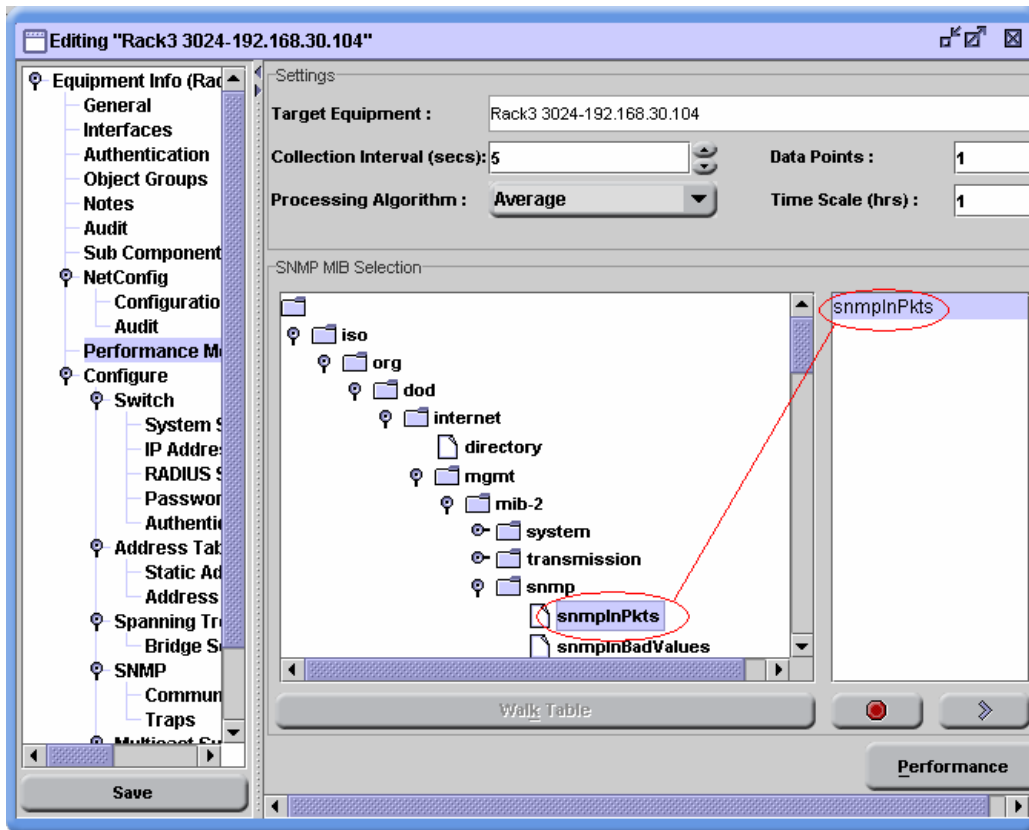 Editing "Rack3 3024-192.168.30.104"
Equipment Info (Rac
General
Interfaces
Authentication
Object Groups
Notes
Audit
Sub Component
NetConfig
Configuratio
Audit
Performance M
Configure
Switch
System S
IP Addre
RADIUS S
Passwor
Authenti
Address Tab
Static Ad
Address
Spanning Tr
Bridge S
SNMP
Commun
Traps
Multicast Su
Save
Settings
Target Equipment : Rack3 3024-192.168.30.104
Collection Interval (secs): 5 Data Points : 1
Processing Algorithm : Average Time Scale (hrs) : 1
SNMP MIB Selection
iso
org
dod
internet
directory
mgmt
mib-2
system
transmission
snmp
snmpInPkts
snmpInBadValues
snmpInPkts
Walk Table
Performance